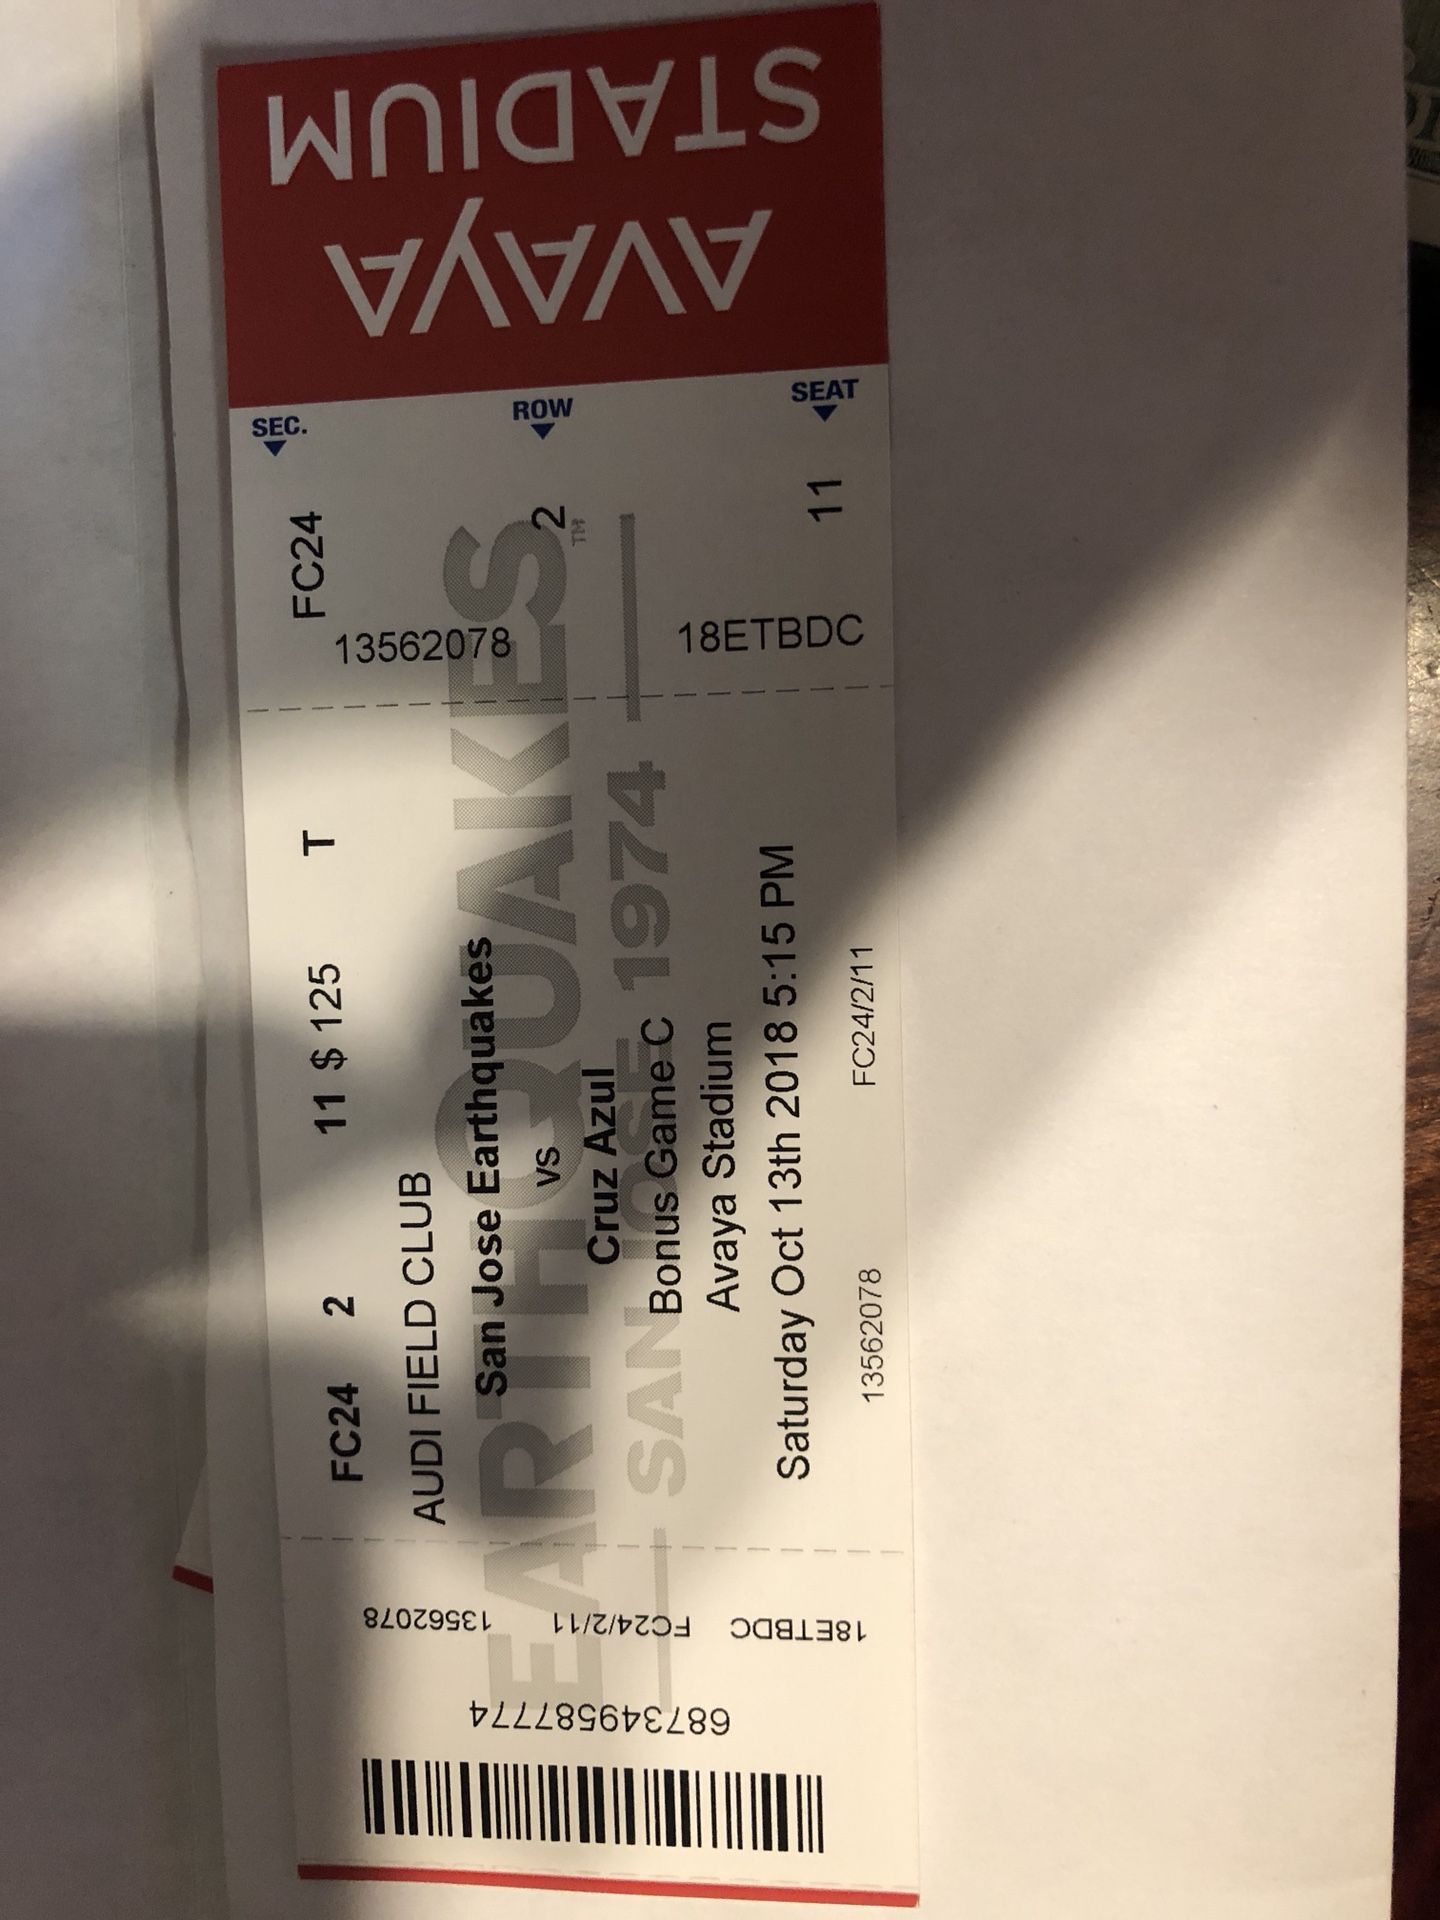 AVAYA
STADIUM
SEC.
ROW
SEAT
FC24
2
11
13562078
18ETBDC
EARTHQUAKES™
SAN JOSE 1974
FC24 2 11 $ 125 T
AUDI FIELD CLUB
San Jose Earthquakes
vs
Cruz Azul
Bonus Game C
Avaya Stadium
Saturday Oct 13th 2018 5:15 PM
13562078 FC24/2/11
18ETBDC FC24/2/11 13562078
687349587774